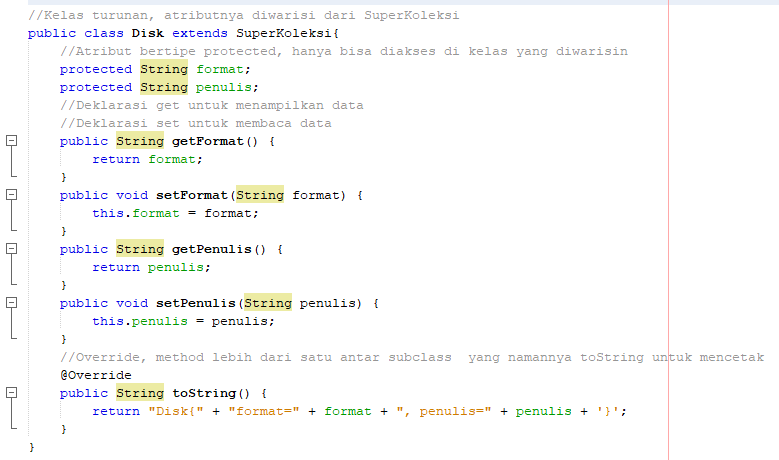 //Kelas turunan, atributnya diwarisi dari SuperKoleksi
public class Disk extends SuperKoleksi{
    //Atribut bertipe protected, hanya bisa diakses di kelas yang diwarisin
    protected String format;
    protected String penulis;
    //Deklarasi get untuk menampilkan data
    //Deklarasi set untuk membaca data
    public String getFormat() {
        return format;
    }
    public void setFormat(String format) {
        this.format = format;
    }
    public String getPenulis() {
        return penulis;
    }
    public void setPenulis(String penulis) {
        this.penulis = penulis;
    }
    //Override, method lebih dari satu antar subclass  yang namannya toString untuk mencetak
    @Override
    public String toString() {
        return "Disk{" + "format=" + format + ", penulis=" + penulis + '}';
    }
}